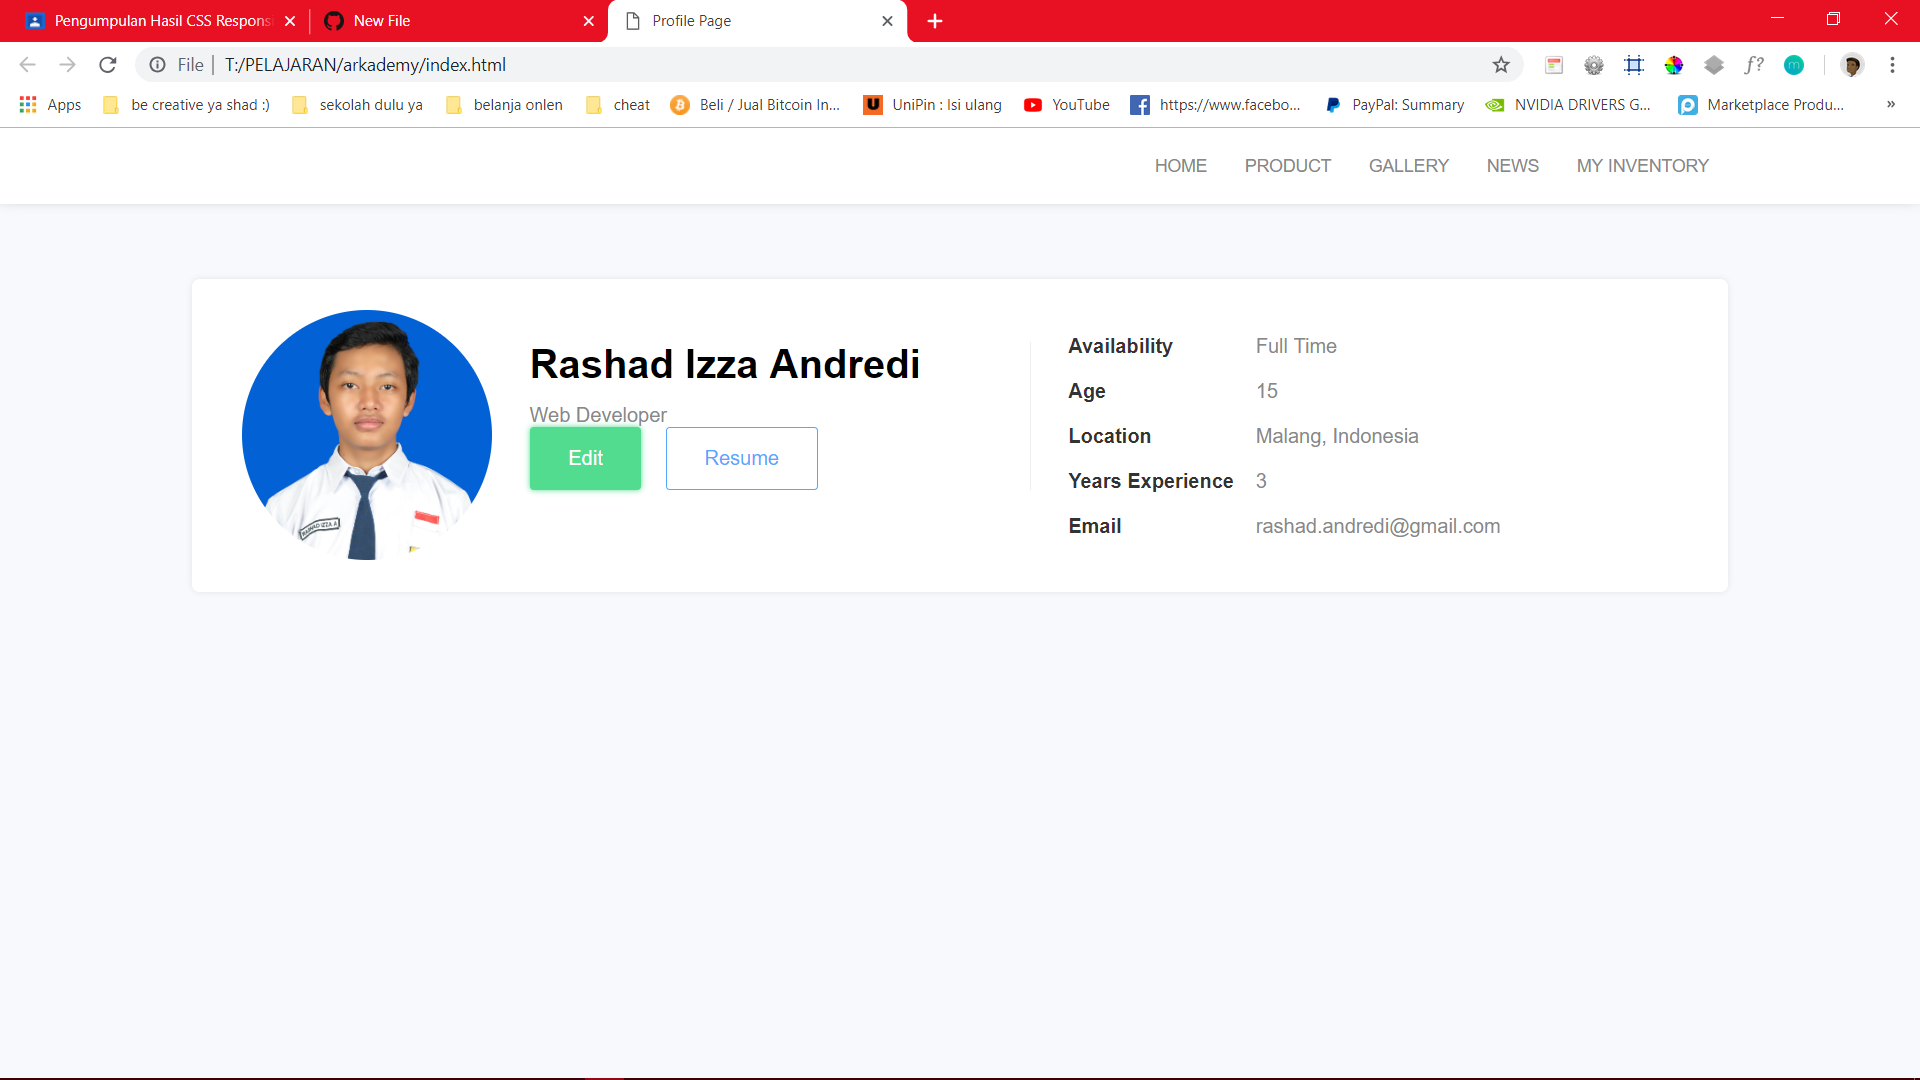 Pengumpulan Hasil CSS Respons
New File
Profile Page
File
T:/PELAJARAN/arkademy/index.html
f?
m
Apps
be creative ya shad :)
sekolah dulu ya
belanja onlen
cheat
Beli / Jual Bitcoin In...
UniPin : Isi ulang
YouTube
https://www.facebo...
PayPal: Summary
NVIDIA DRIVERS G...
Marketplace Produ...
»
HOME PRODUCT GALLERY NEWS MY INVENTORY
Rashad Izza Andredi
Web Developer
Edit
Resume
RASHAD IZZA A
Availability Full Time
Age 15
Location Malang, Indonesia
Years Experience 3
Email rashad.andredi@gmail.com